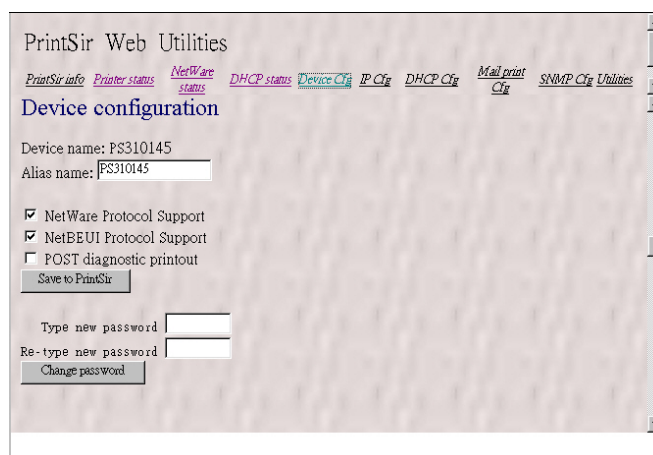 PrintSir Web Utilities
PrintSir info Printer status NetWare status DHCP status Device Cfg IP Cfg DHCP Cfg Mail print Cfg SNMP Cfg Utilities
Device configuration
Device name: PS310145
Alias name: PS310145
NetWare Protocol Support
NetBEUI Protocol Support
POST diagnostic printout
Save to PrintSir
Type new password
Re-type new password
Change password